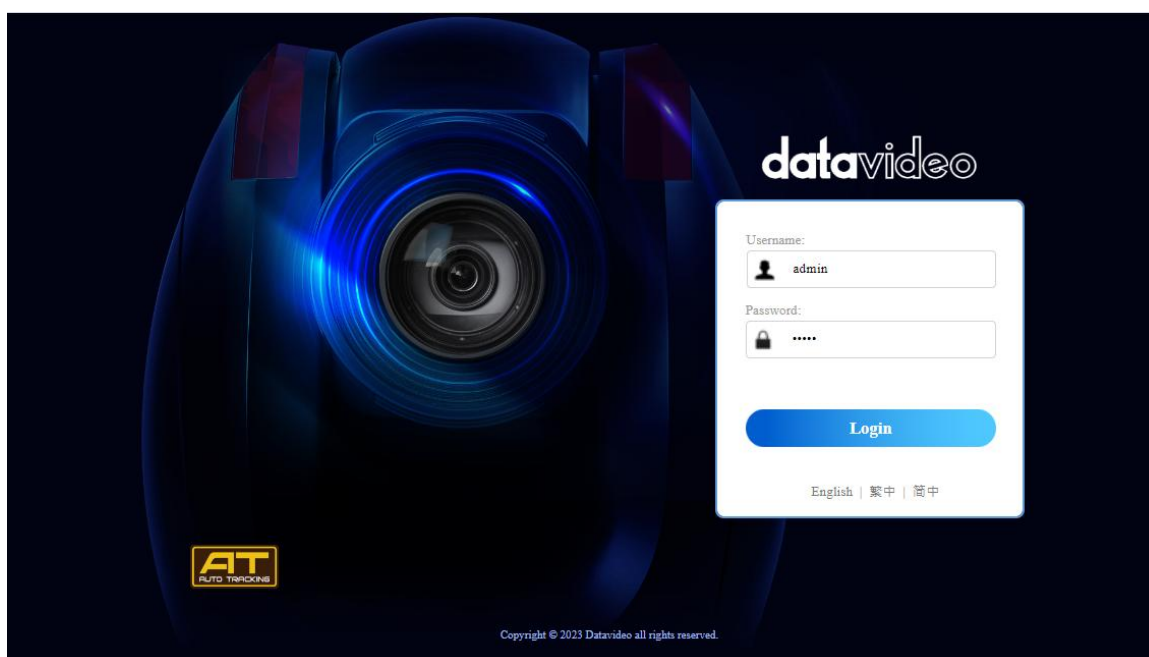 datavideo
Username:
admin
Password:
•••••
Login
English | 繁中 | 简中
AT
AUTO TRACKING
Copyright © 2023 Datavideo all rights reserved.